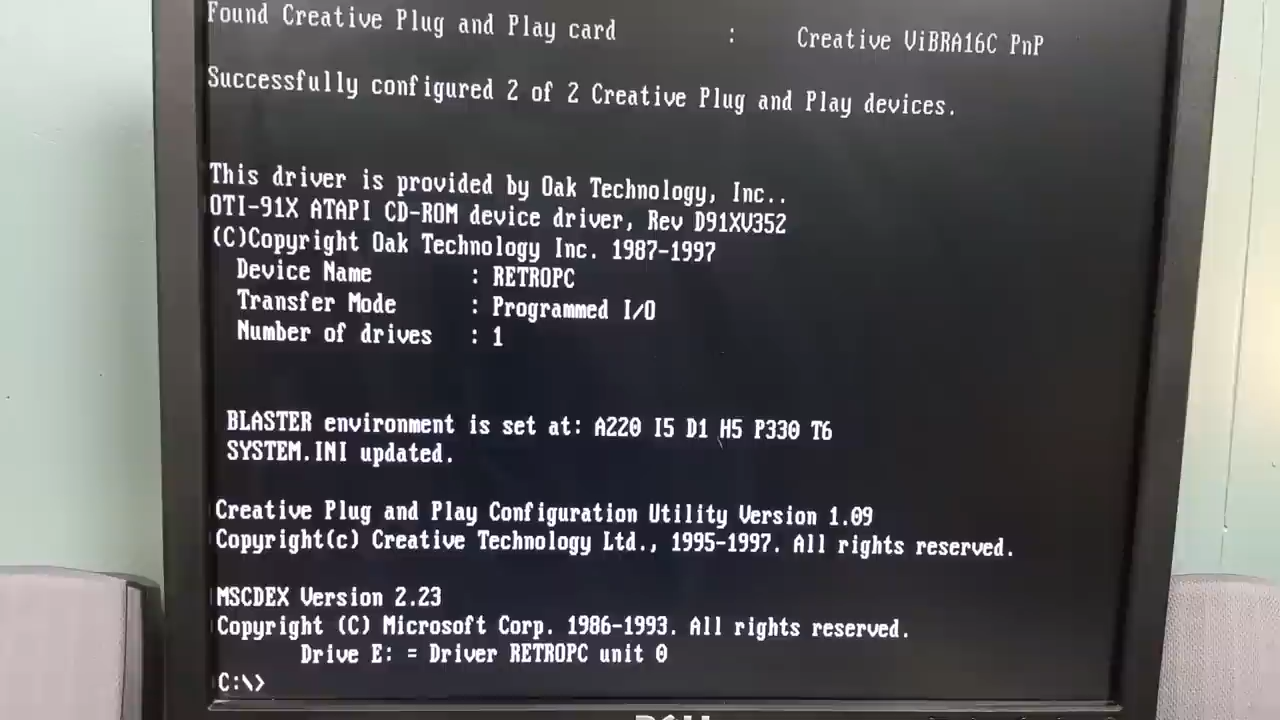 Found Creative Plug and Play card : Creative ViBRA16C PnP
Successfully configured 2 of 2 Creative Plug and Play devices.
This driver is provided by Oak Technology, Inc..
OTI-91X ATAPI CD-ROM device driver, Rev D91XV352
(C)Copyright Oak Technology Inc. 1987-1997
Device Name : RETROPC
Transfer Mode : Programmed I/O
Number of drives : 1
BLASTER environment is set at: A220 I5 D1 H5 P330 T6
SYSTEM.INI updated.
Creative Plug and Play Configuration Utility Version 1.09
Copyright(c) Creative Technology Ltd., 1995-1997. All rights reserved.
MSCDEX Version 2.23
Copyright (C) Microsoft Corp. 1986-1993. All rights reserved.
Drive E: = Driver RETROPC unit 0
C:\>